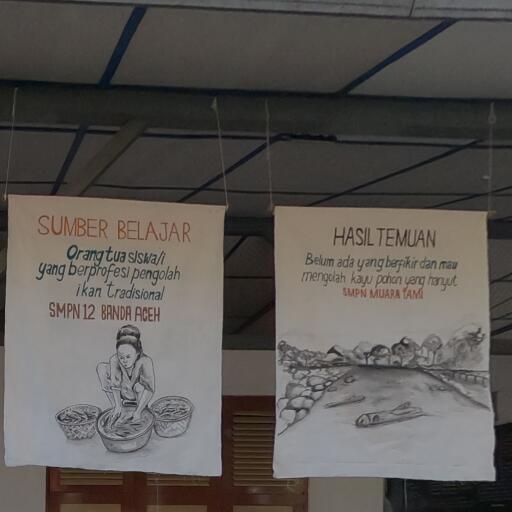 SUMBER BELAJAR
Orang tua siswa/i
yang berprofesi pengolah
ikan tradisional
SMPN 12 BANDA ACEH
HASIL TEMUAN
Belum ada yang berfikir dan mau
mengolah kayu pohon yang hanyut
SMPN MUARA TAMI